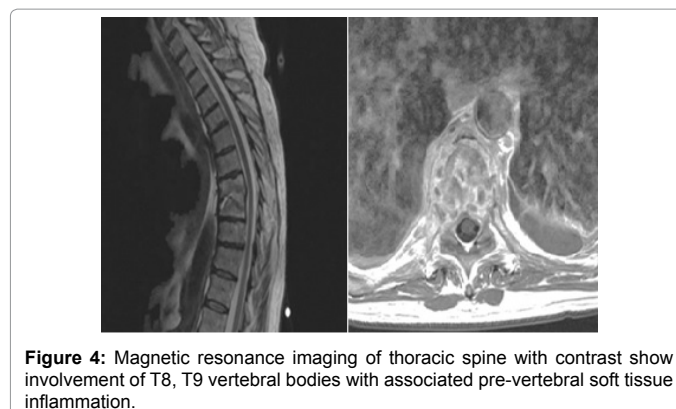 Figure 4: Magnetic resonance imaging of thoracic spine with contrast show
involvement of T8, T9 vertebral bodies with associated pre-vertebral soft tissue
inflammation.